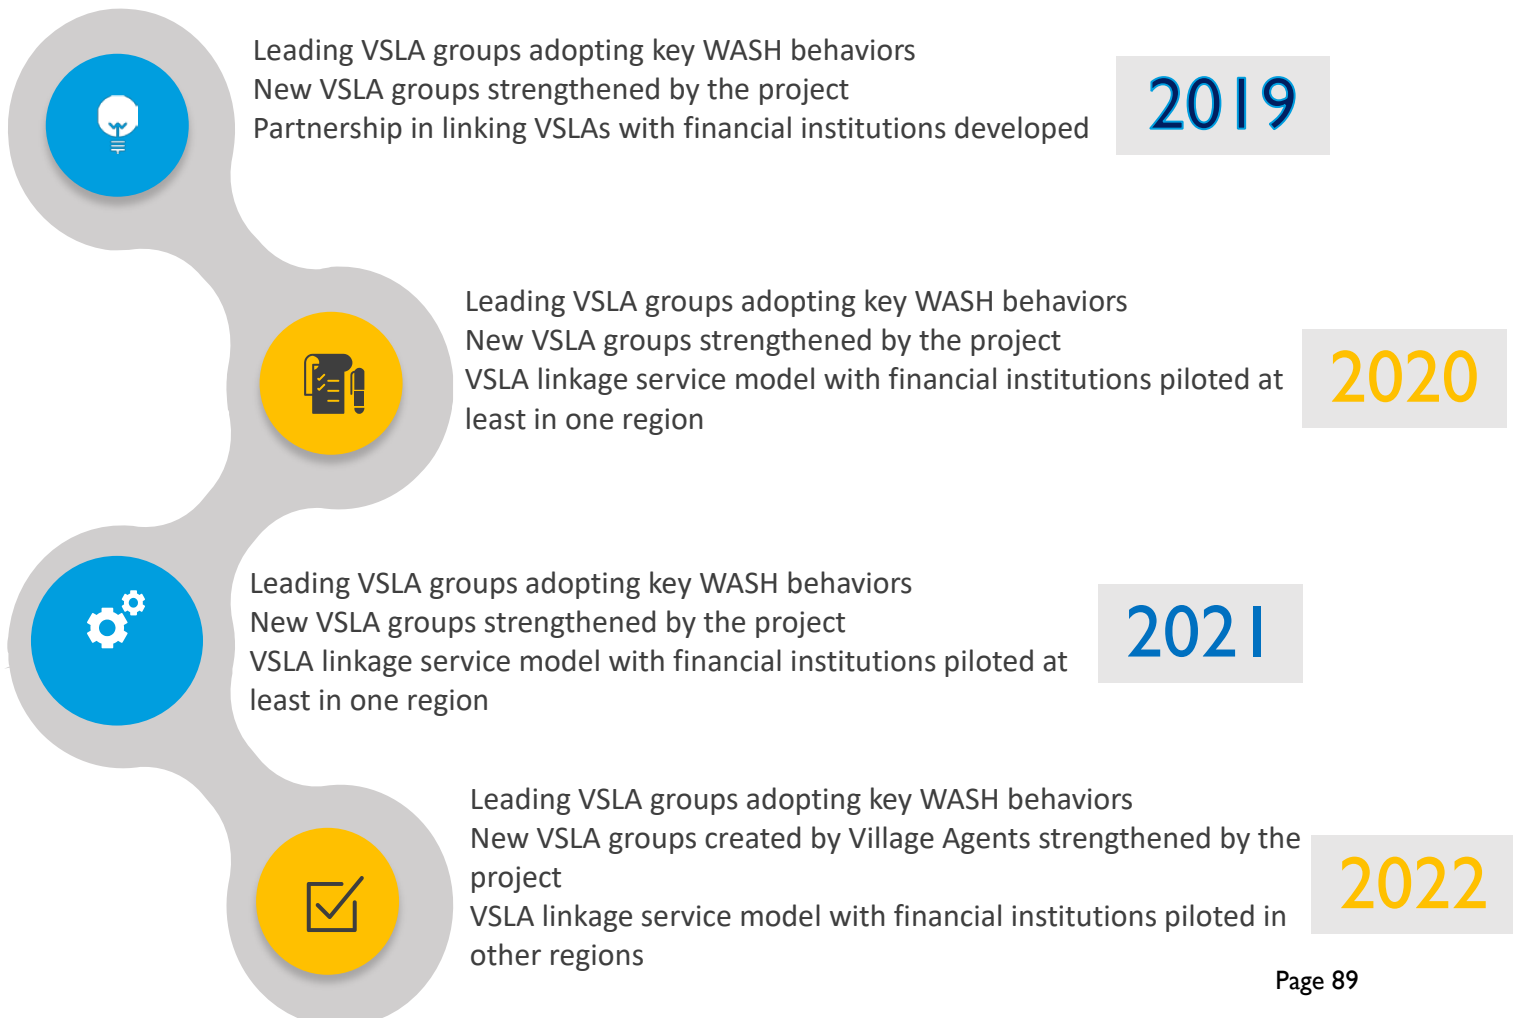 Leading VSLA groups adopting key WASH behaviors
New VSLA groups strengthened by the project
Partnership in linking VSLAs with financial institutions developed
2019
Leading VSLA groups adopting key WASH behaviors
New VSLA groups strengthened by the project
VSLA linkage service model with financial institutions piloted at
least in one region
2020
Leading VSLA groups adopting key WASH behaviors
New VSLA groups strengthened by the project
VSLA linkage service model with financial institutions piloted at
least in one region
2021
Leading VSLA groups adopting key WASH behaviors
New VSLA groups created by Village Agents strengthened by the
project
VSLA linkage service model with financial institutions piloted in
other regions
2022
Page 89